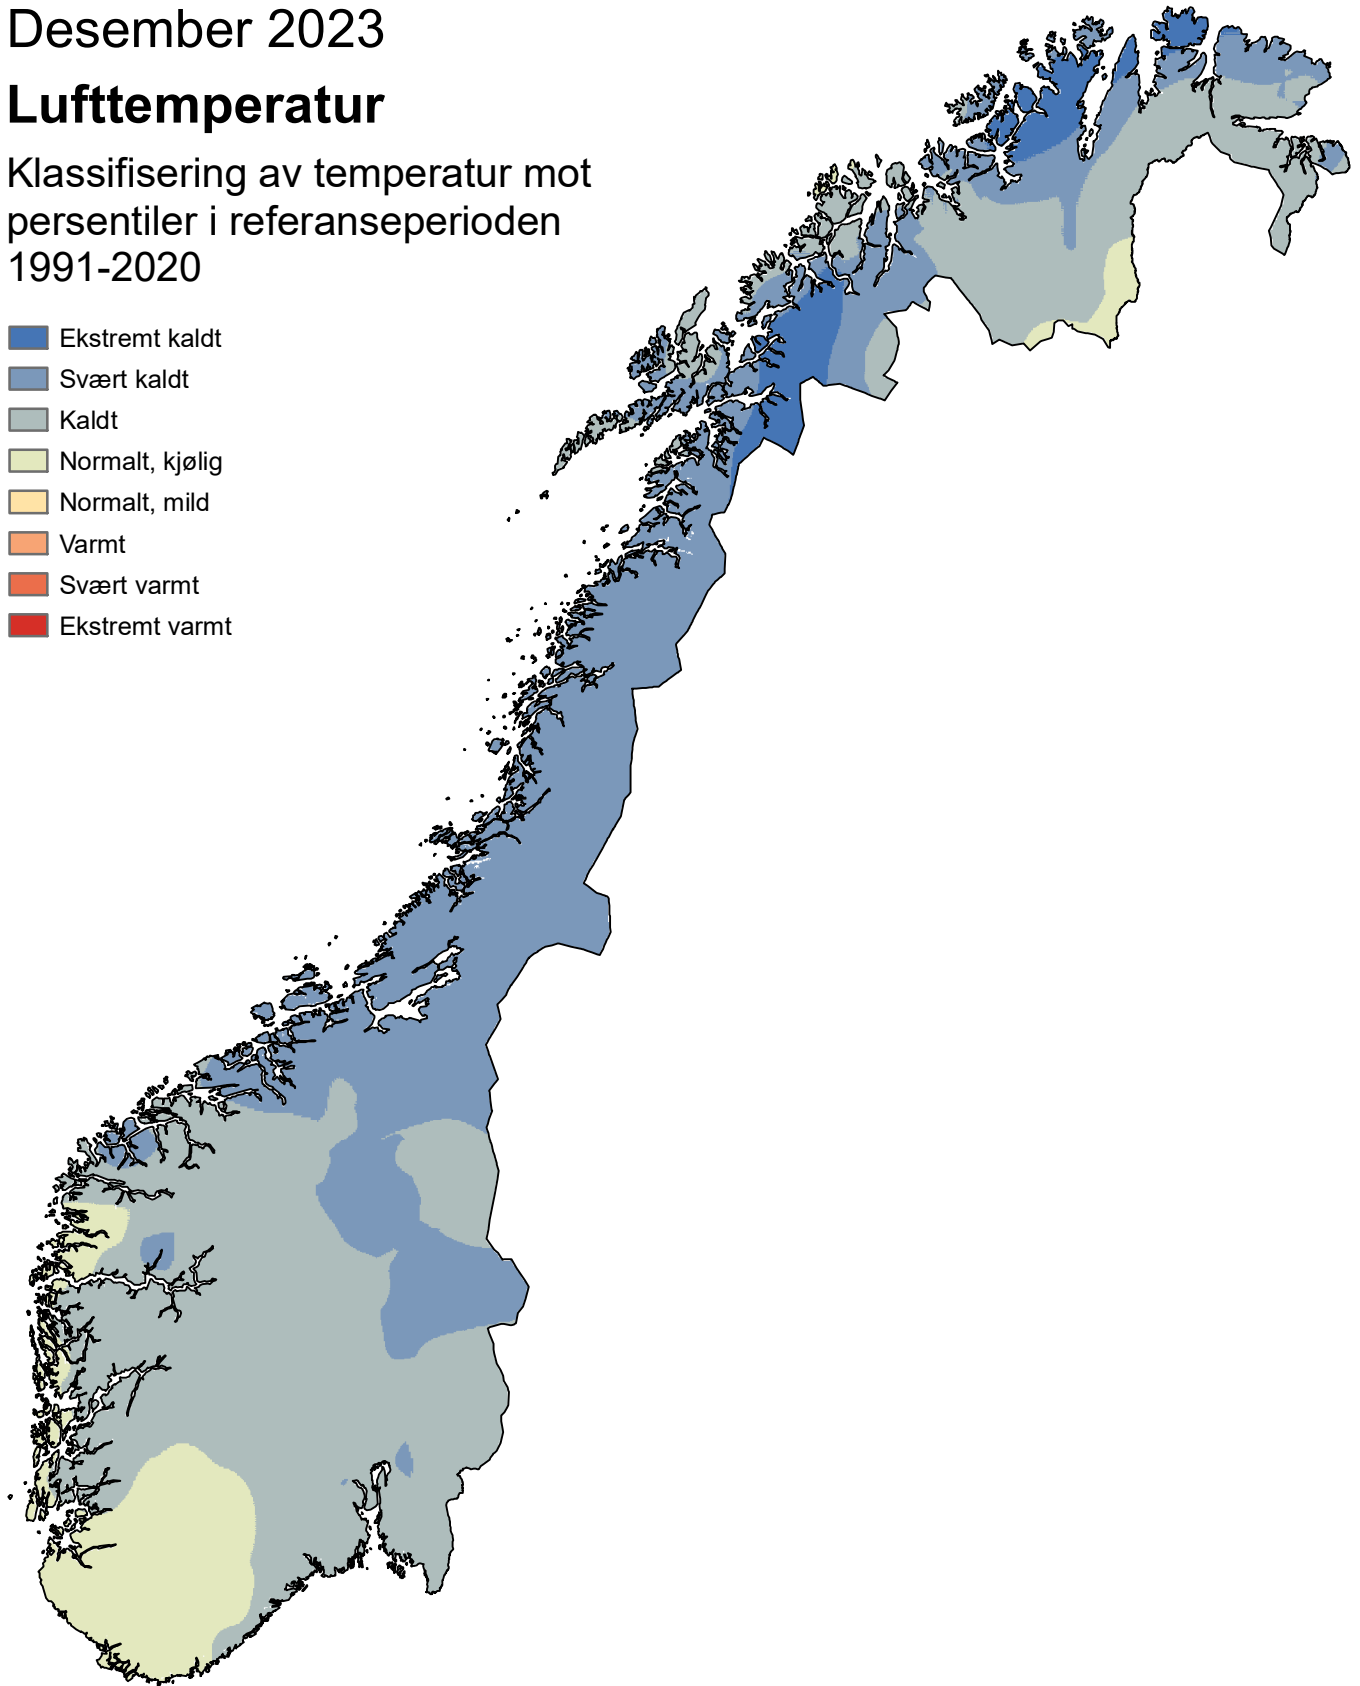 Desember 2023
Lufttemperatur
Klassifisering av temperatur mot
persentiler i referanseperioden
1991-2020
Ekstremt kaldt
Svært kaldt
Kaldt
Normalt, kjølig
Normalt, mild
Varmt
Svært varmt
Ekstremt varmt